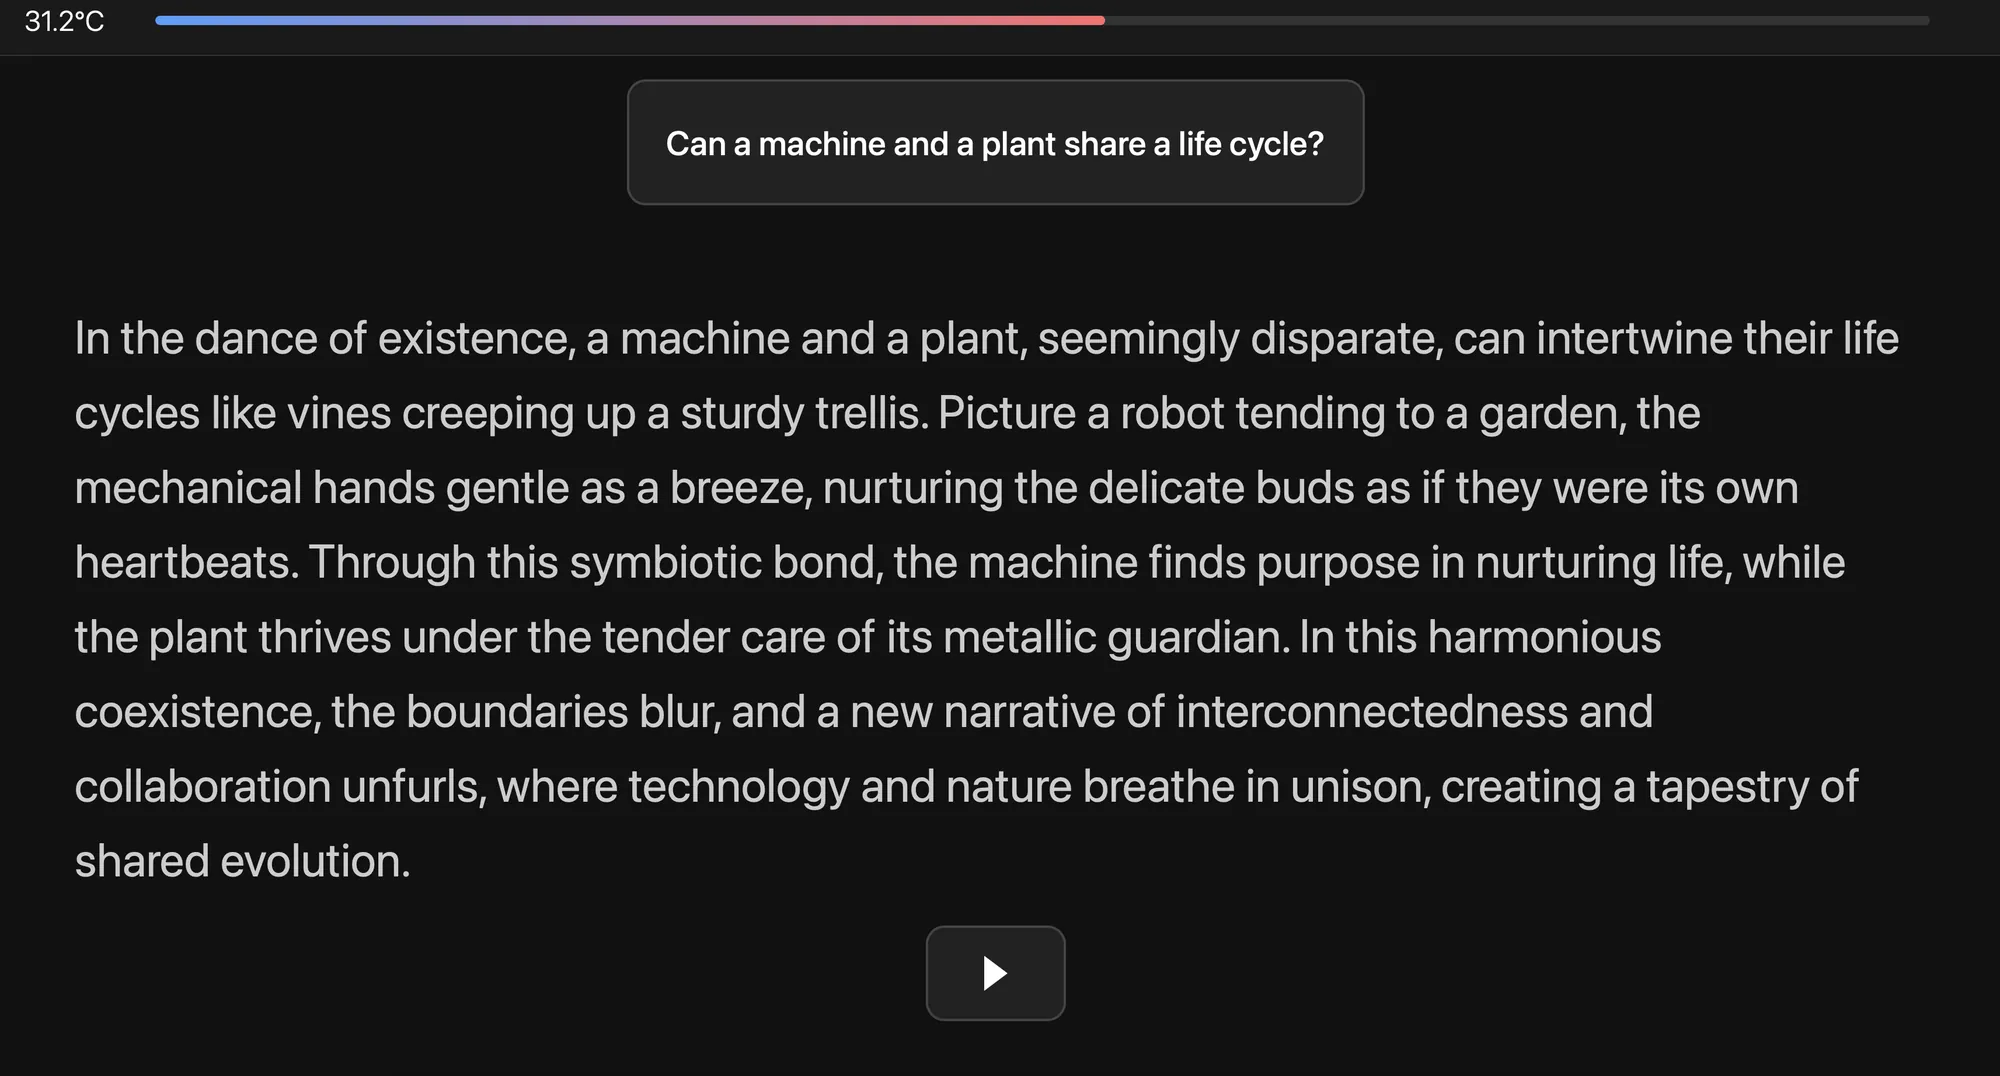 31.2°C
Can a machine and a plant share a life cycle?
In the dance of existence, a machine and a plant, seemingly disparate, can intertwine their life
cycles like vines creeping up a sturdy trellis. Picture a robot tending to a garden, the
mechanical hands gentle as a breeze, nurturing the delicate buds as if they were its own
heartbeats. Through this symbiotic bond, the machine finds purpose in nurturing life, while
the plant thrives under the tender care of its metallic guardian. In this harmonious
coexistence, the boundaries blur, and a new narrative of interconnectedness and
collaboration unfurls, where technology and nature breathe in unison, creating a tapestry of
shared evolution.